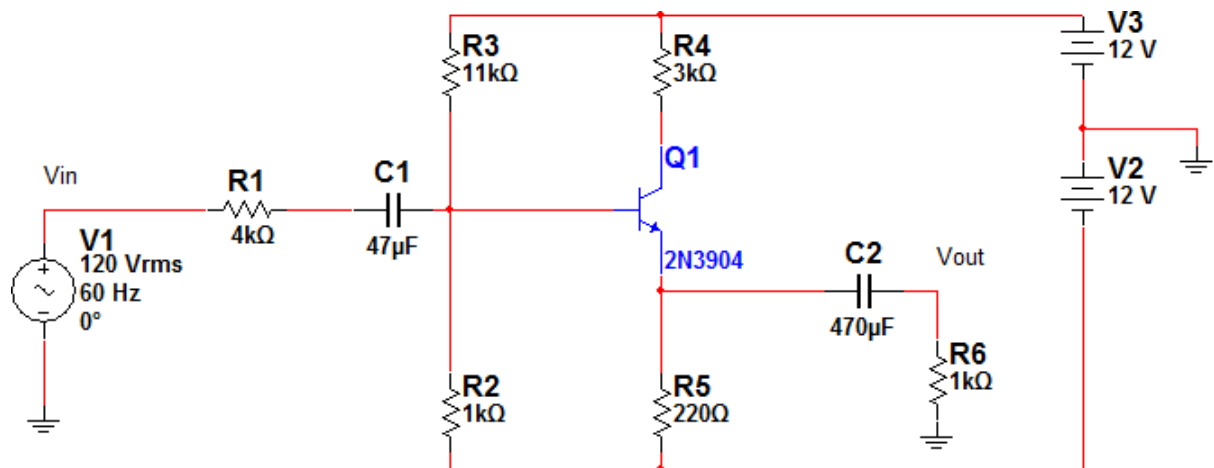 R3
11kΩ
R4
3kΩ
V3
12 V
Q1
2N3904
Vin
R1
4kΩ
C1
47µF
V2
12 V
V1
120 Vrms
60 Hz
0°
C2
470µF
Vout
R2
1kΩ
R5
220Ω
R6
1kΩ